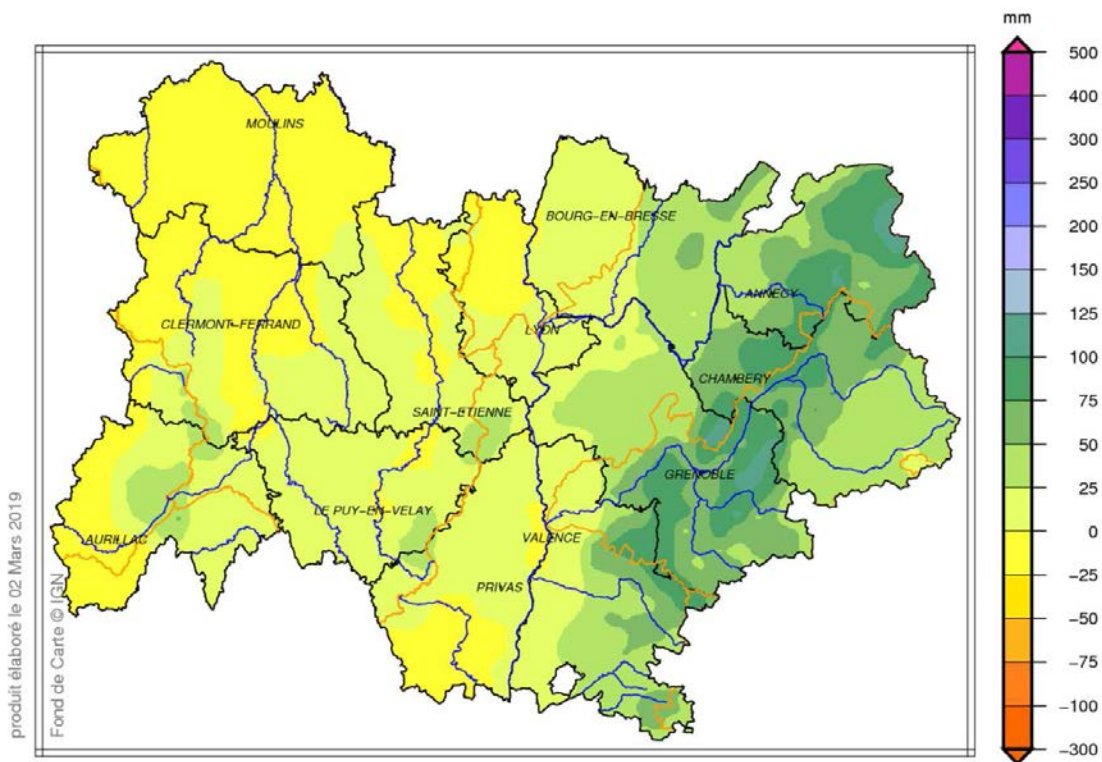 mm
500
400
300
250
200
150
125
100
75
50
25
0
−25
−50
−75
−100
−300
MOULINS
BOURG−EN−BRESSE
ANNECY
CLERMONT−FERRAND
LYON
CHAMBERY
SAINT−ETIENNE
GRENOBLE
LE PUY−EN−VELAY
AURILLAC
VALENCE
PRIVAS
produit élaboré le 02 Mars 2019
Fond de Carte © IGN